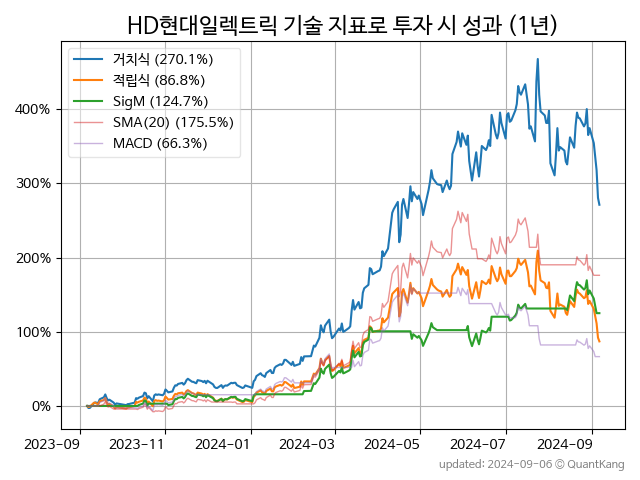 HD현대일렉트릭 기술 지표로 투자 시 성과 (1년)
거치식 (270.1%)
적립식 (86.8%)
SigM (124.7%)
SMA(20) (175.5%)
MACD (66.3%)
400%
300%
200%
100%
0%
2023-09 2023-11 2024-01 2024-03 2024-05 2024-07 2024-09
updated: 2024-09-06 © QuantKang